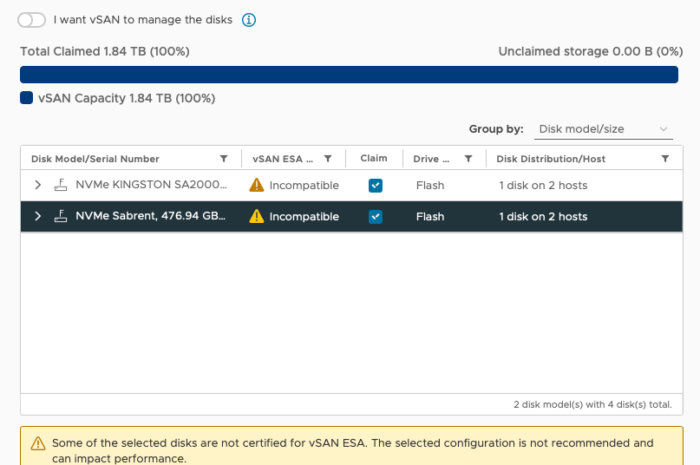 I want vSAN to manage the disks
Total Claimed 1.84 TB (100%) Unclaimed storage 0.00 B (0%)
vSAN Capacity 1.84 TB (100%)
Group by: Disk model/size
Disk Model/Serial Number vSAN ESA ... Claim Drive ... Disk Distribution/Host
NVMe KINGSTON SA2000... Incompatible Flash 1 disk on 2 hosts
NVMe Sabrent, 476.94 GB... Incompatible Flash 1 disk on 2 hosts
2 disk model(s) with 4 disk(s) total.
Some of the selected disks are not certified for vSAN ESA. The selected configuration is not recommended and
can impact performance.